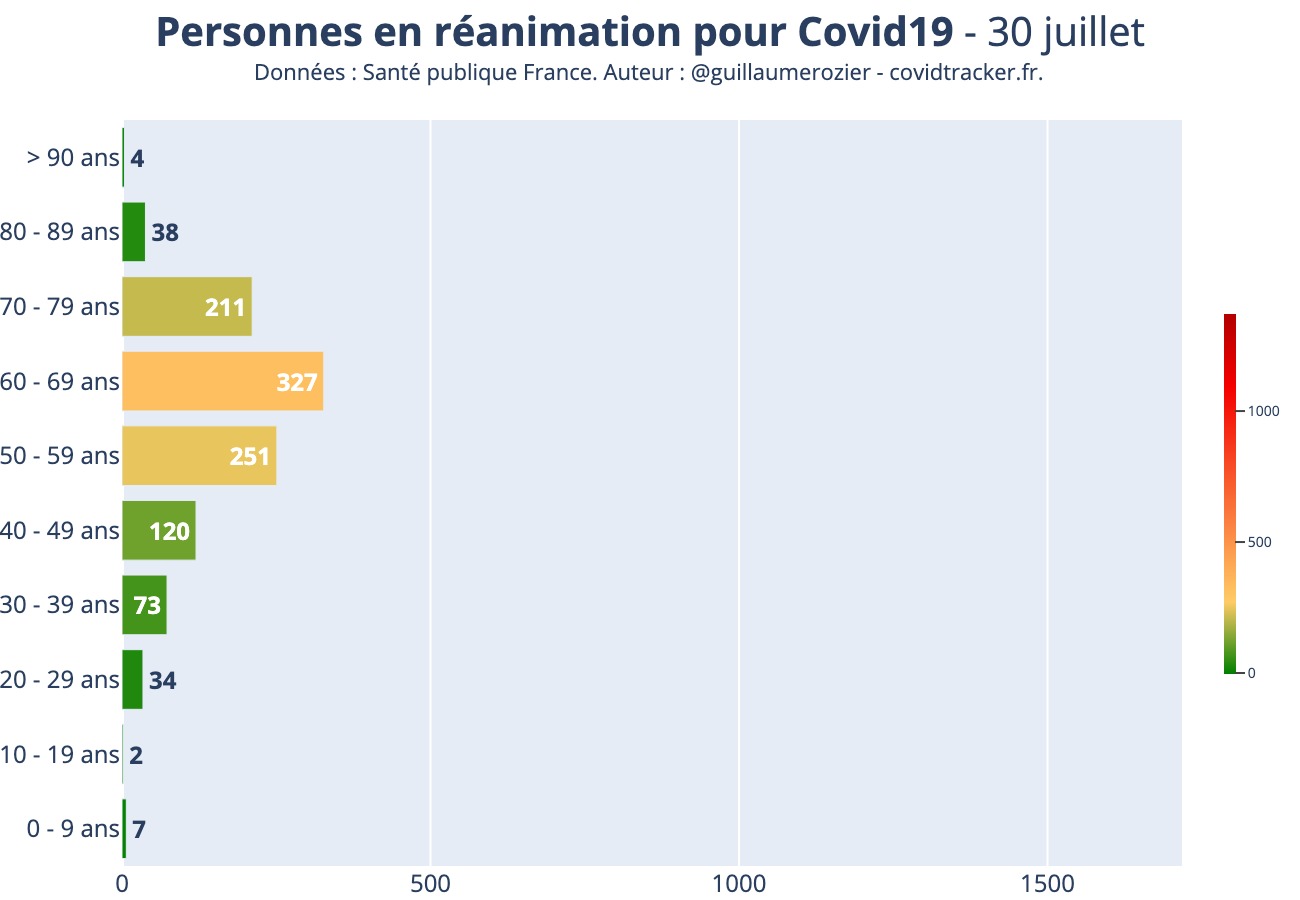 Personnes en réanimation pour Covid19 - 30 juillet
Données : Santé publique France. Auteur : @guillaumerozier - covidtracker.fr.
> 90 ans 4
80 - 89 ans 38
70 - 79 ans 211
60 - 69 ans 327
50 - 59 ans 251
40 - 49 ans 120
30 - 39 ans 73
20 - 29 ans 34
10 - 19 ans 2
0 - 9 ans 7
0 500 1000 1500
1000
500
0